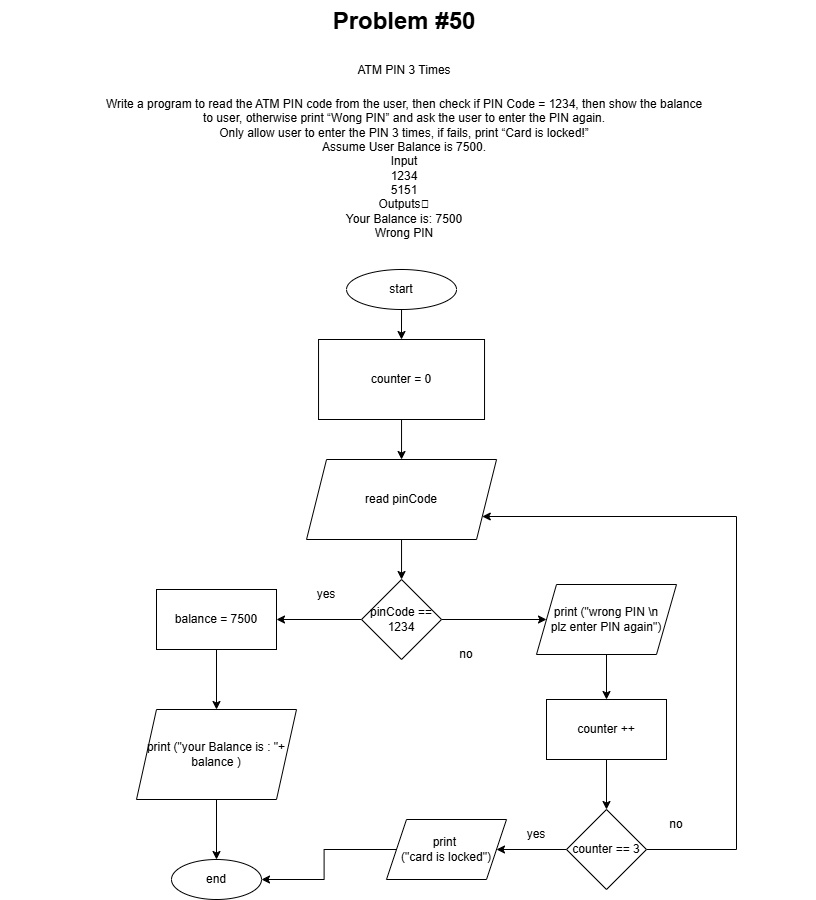 Problem #50
ATM PIN 3 Times
Write a program to read the ATM PIN code from the user, then check if PIN Code = 1234, then show the balance
to user, otherwise print “Wong PIN” and ask the user to enter the PIN again.
Only allow user to enter the PIN 3 times, if fails, print “Card is locked!”
Assume User Balance is 7500.
Input
1234
5151
Outputs
Your Balance is: 7500
Wrong PIN
start
counter = 0
read pinCode
yes
balance = 7500
pinCode ==
1234
no
print ("wrong PIN \n
plz enter PIN again")
counter ++
print ("your Balance is : "+
balance )
no
yes
print
("card is locked")
counter == 3
end